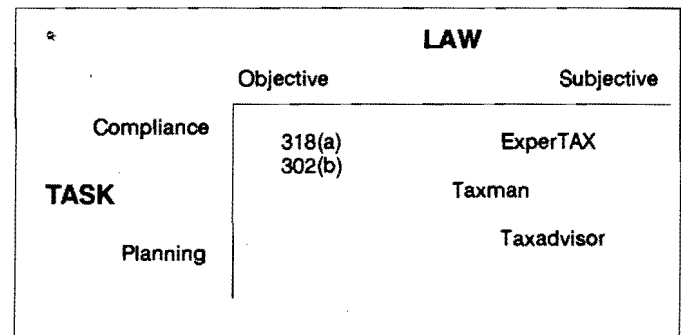 LAW
Objective Subjective
Compliance 318(a) ExperTAX
302(b)
TASK Taxman
Planning Taxadvisor